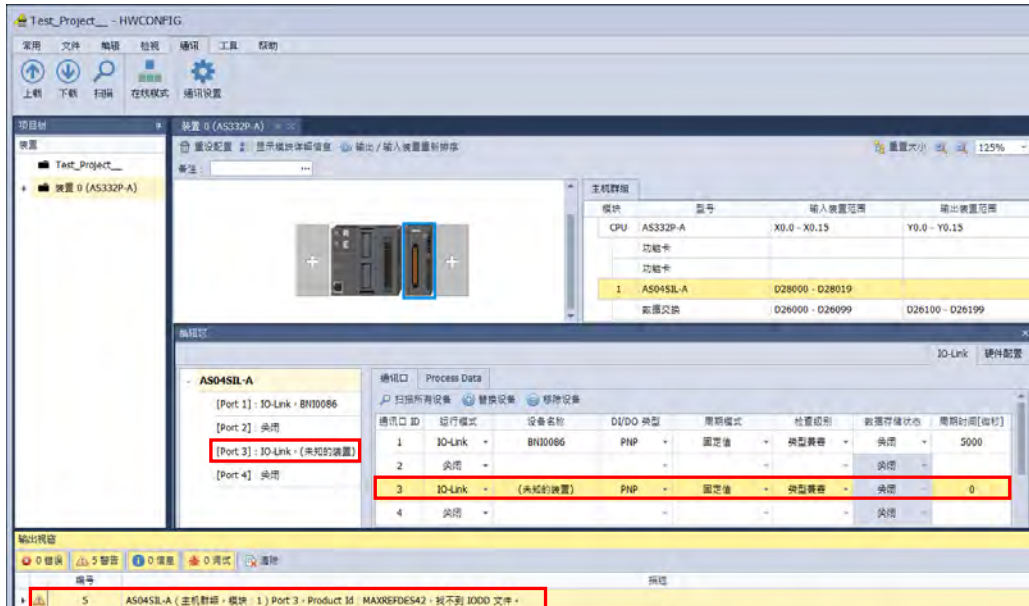 Test_Project__ - HWCONFIG
常用 文件 编辑 检视 通讯 工具 帮助
上载 下载 扫描 在线模式 通讯设置
项目树
装置 0 (AS332P-A)
装置
重设配置 显示模块详细信息 输出/输入装置重新排序 重置大小 125%
Test_Project__
备注: ...
装置 0 (AS332P-A)
主机群组
模块 型号 输入装置范围 输出装置范围
CPU AS332P-A X0.0 - X0.15 Y0.0 - Y0.15
功能卡
功能卡
1 AS04SIL-A D28000 - D28019
数据交换 D26000 - D26099 D26100 - D26199
编辑区
IO-Link 硬件配置
AS04SIL-A
通讯口 Process Data
[Port 1] : IO-Link,BNI0086
扫描所有设备 替换设备 移除设备
[Port 2] : 关闭
通讯口 ID 运行模式 设备名称 DI/DO 类型 周期模式 检查级别 数据存储状态 周期时间[微秒]
[Port 3] : IO-Link,(未知的装置)
1 IO-Link BNI0086 PNP 固定值 类型兼容 关闭 5000
[Port 4] : 关闭
2 关闭 关闭
3 IO-Link (未知的装置) PNP 固定值 类型兼容 关闭 0
4 关闭 关闭
输出视窗
0 错误 5 警告 0 信息 0 调试 清除
编号 描述
5 AS04SIL-A ( 主机群组,模块 : 1 ) Port 3,Product Id : MAXREFDES42,找不到 IODD 文件。